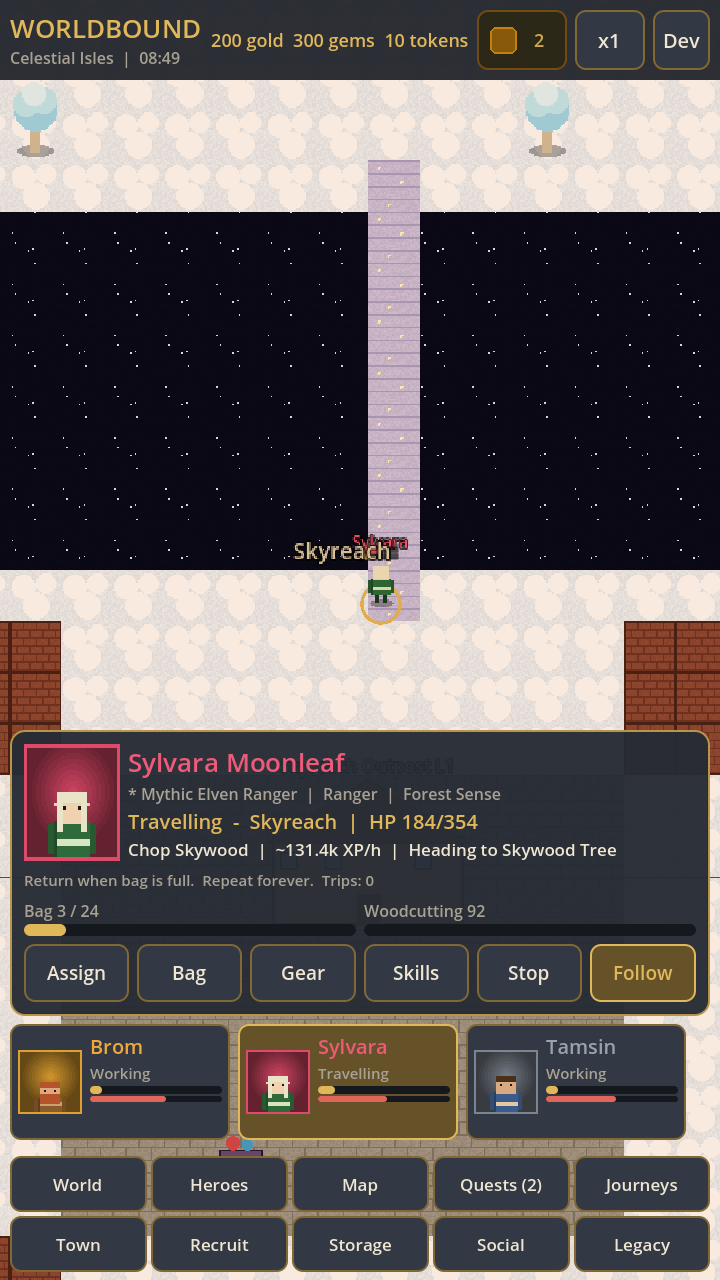 WORLDBOUND
Celestial Isles | 08:49
200 gold 300 gems 10 tokens
2
x1
Dev
Sylvara
Skyreach
Sylvara Moonleaf
* Mythic Elven Ranger | Ranger | Forest Sense
Travelling - Skyreach | HP 184/354
Chop Skywood | ~131.4k XP/h | Heading to Skywood Tree
Return when bag is full. Repeat forever. Trips: 0
Bag 3 / 24
Woodcutting 92
Assign
Bag
Gear
Skills
Stop
Follow
Brom
Working
Sylvara
Travelling
Tamsin
Working
World
Heroes
Map
Quests (2)
Journeys
Town
Recruit
Storage
Social
Legacy